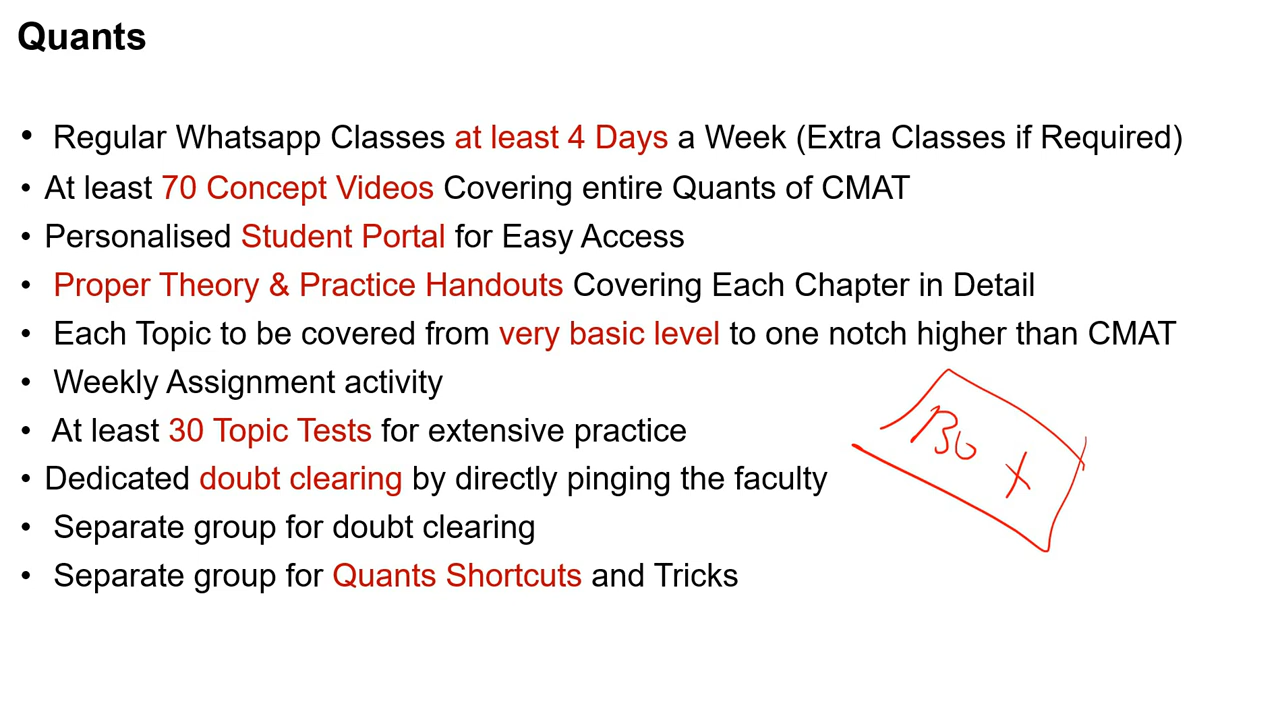 Quants
• Regular Whatsapp Classes at least 4 Days a Week (Extra Classes if Required)
• At least 70 Concept Videos Covering entire Quants of CMAT
• Personalised Student Portal for Easy Access
• Proper Theory & Practice Handouts Covering Each Chapter in Detail
• Each Topic to be covered from very basic level to one notch higher than CMAT
• Weekly Assignment activity
• At least 30 Topic Tests for extensive practice
• Dedicated doubt clearing by directly pinging the faculty
• Separate group for doubt clearing
• Separate group for Quants Shortcuts and Tricks